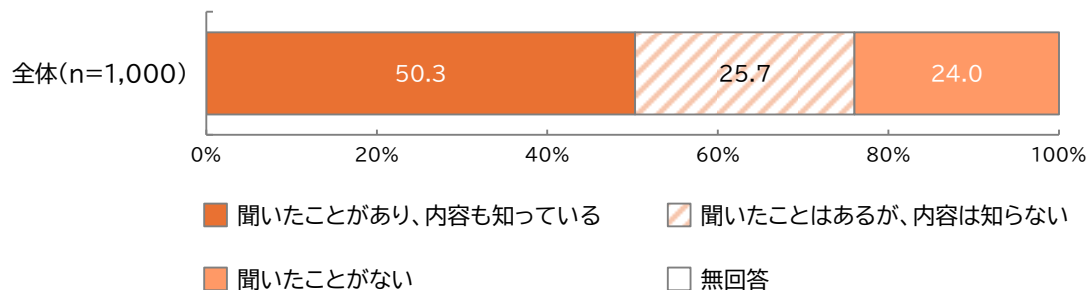 全体(n=1,000)
50.3
25.7
24.0
0%
20%
40%
60%
80%
100%
聞いたことがあり、内容も知っている
聞いたことはあるが、内容は知らない
聞いたことがない
無回答